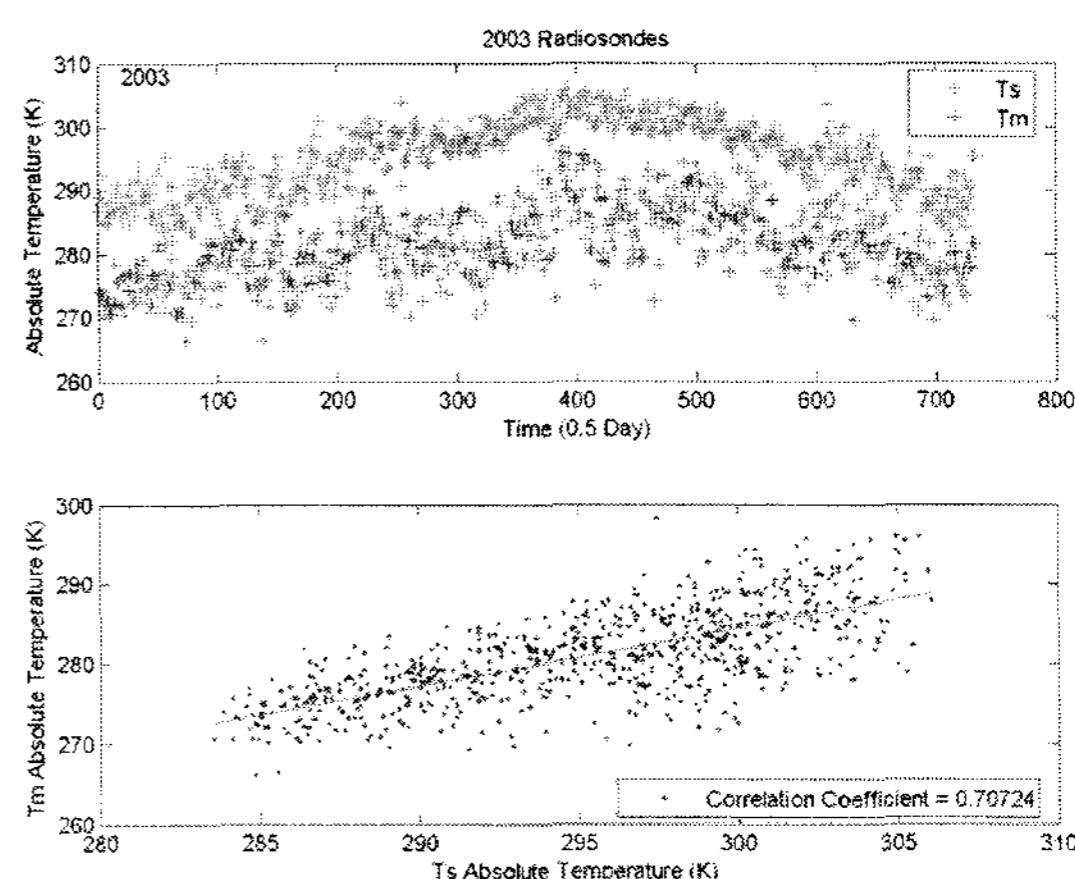 2003 Radiosondes
2003
Ts
Tm
Absolute Temperature (K)
310
300
290
280
270
260
0 100 200 300 400 500 600 700 800
Time (0.5 Day)
Tm Absolute Temperature (K)
300
290
280
270
260
Correlation Coefficient = 0.70724
280 285 290 295 300 305 310
Ts Absolute Temperature (K)